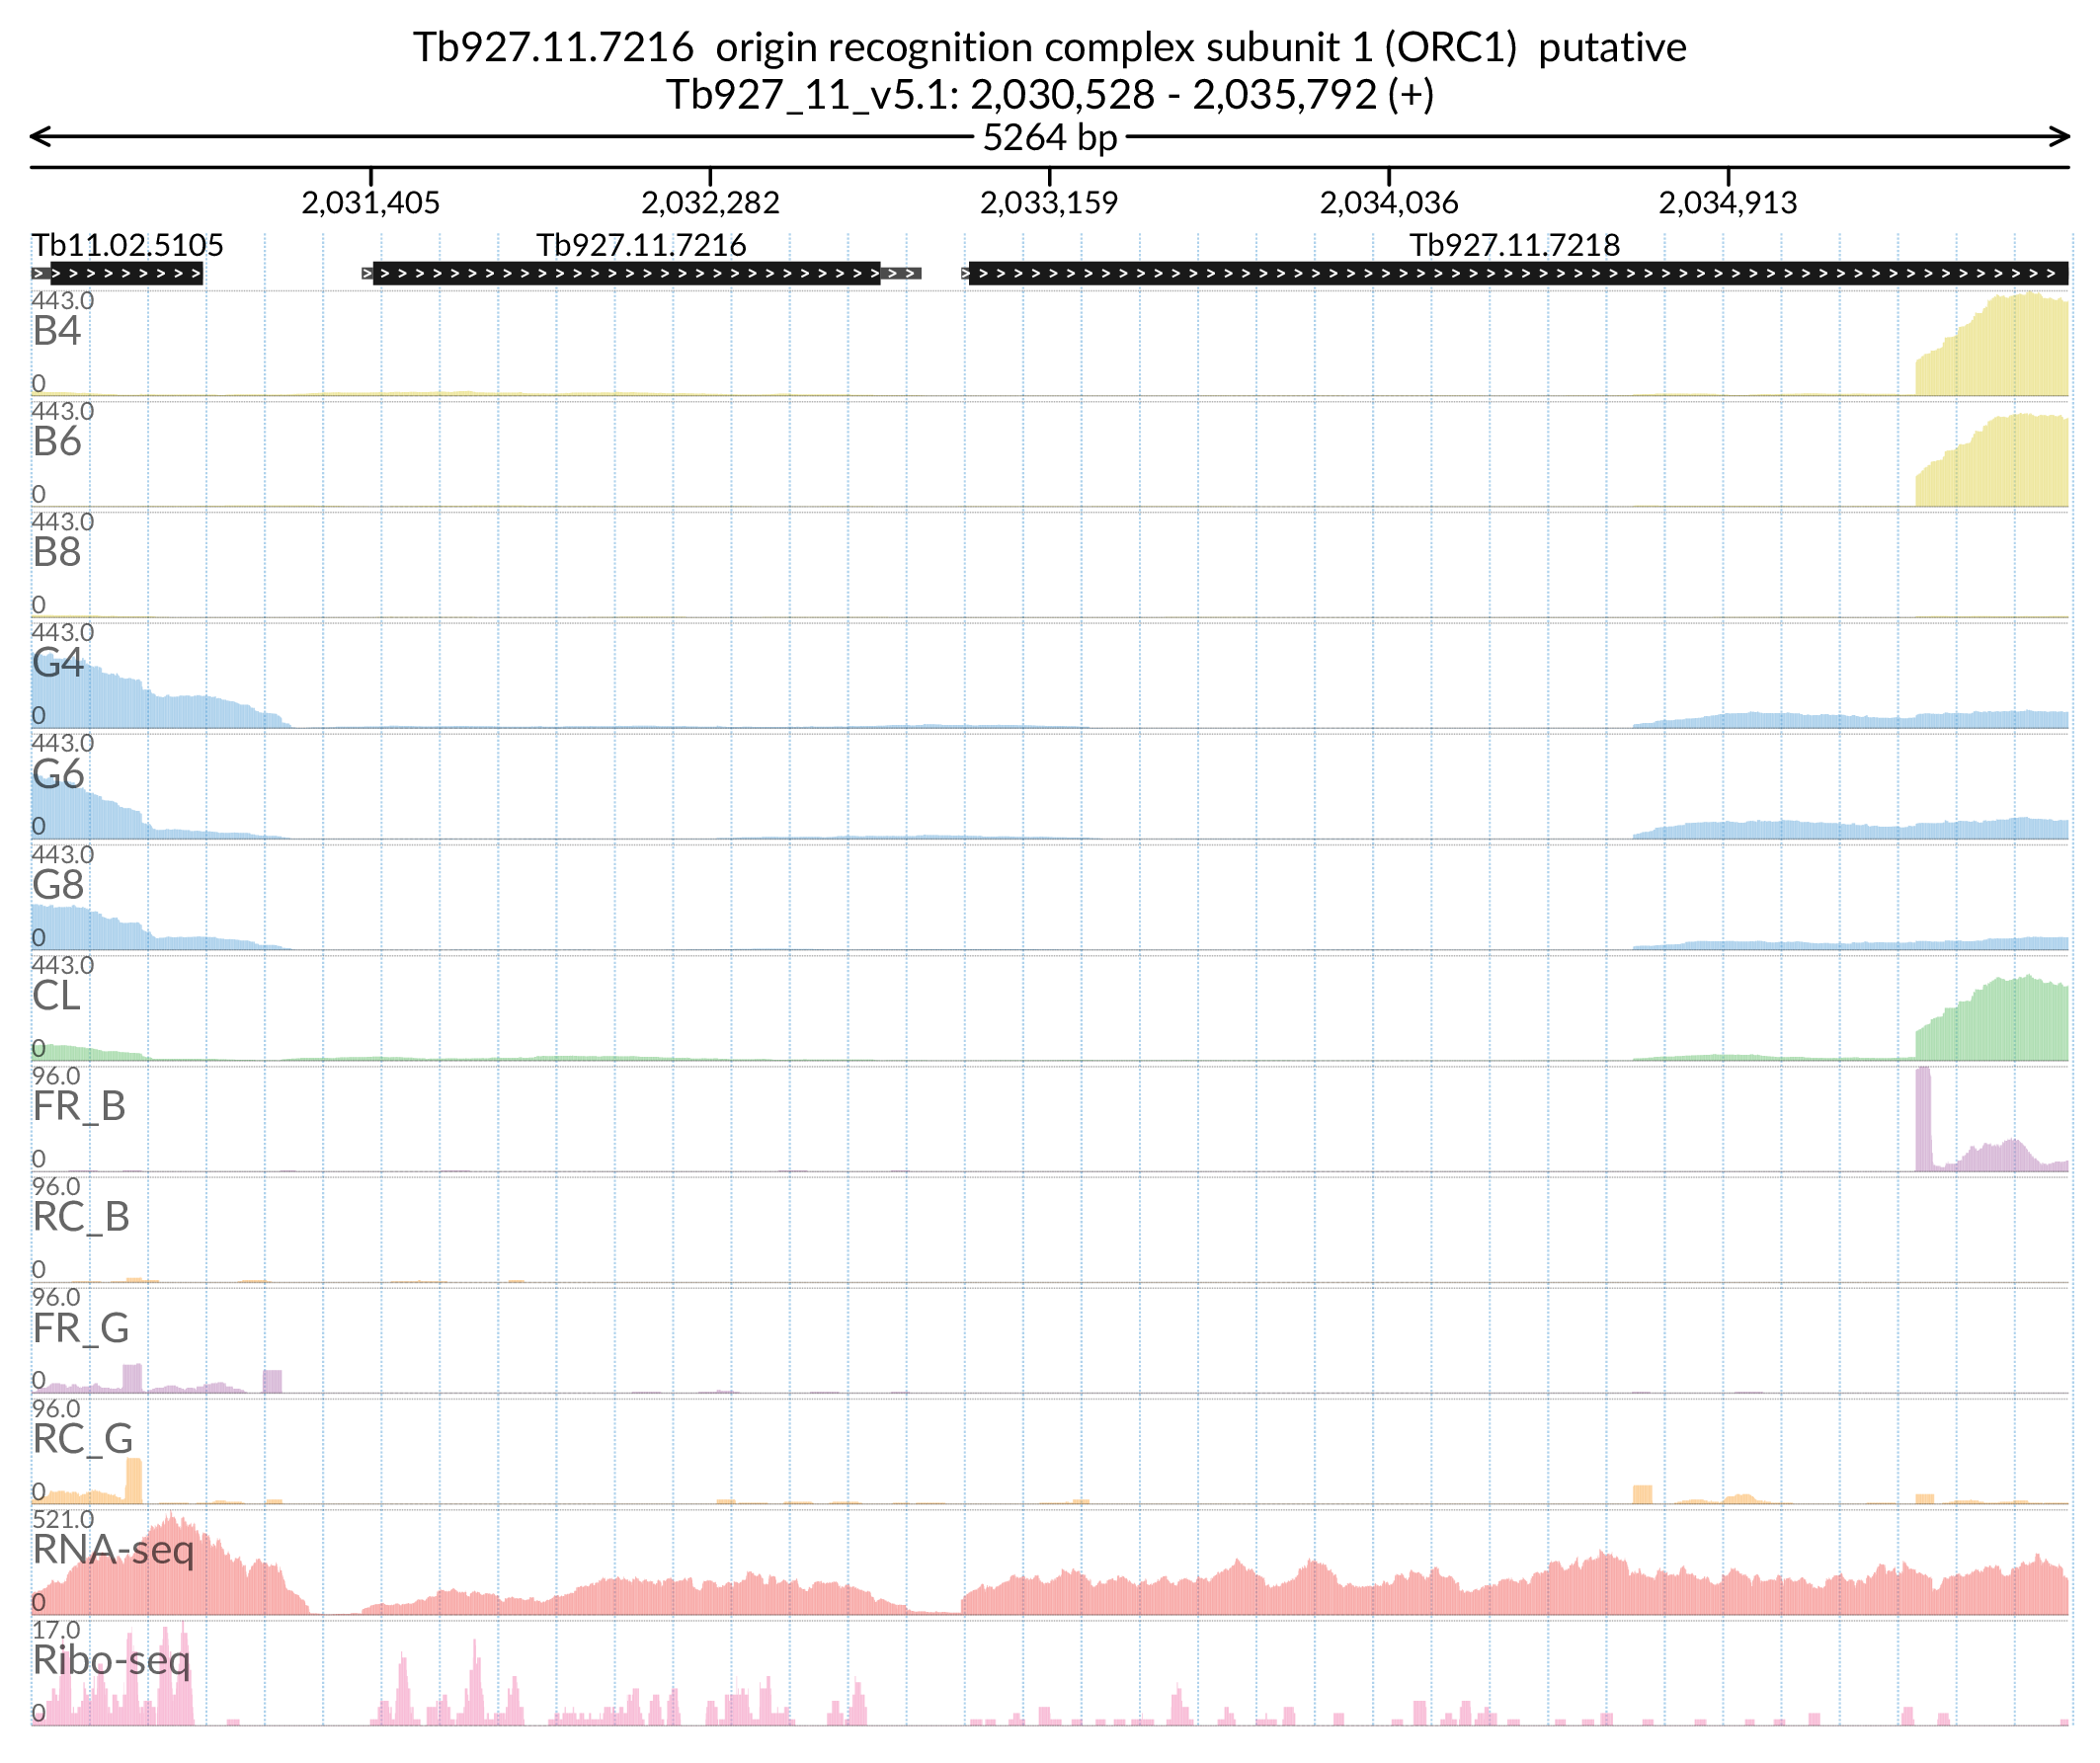 Tb927.11.7216  origin recognition complex subunit 1 (ORC1)  putative
Tb927_11_v5.1: 2,030,528 - 2,035,792 (+)
5264 bp
2,031,405 2,032,282 2,033,159 2,034,036 2,034,913
Tb11.02.5105 Tb927.11.7216 Tb927.11.7218
443.0
B4
0
443.0
B6
0
443.0
B8
0
443.0
G4
0
443.0
G6
0
443.0
G8
0
443.0
CL
0
96.0
FR_B
0
96.0
RC_B
0
96.0
FR_G
0
96.0
RC_G
0
521.0
RNA-seq
0
17.0
Ribo-seq
0